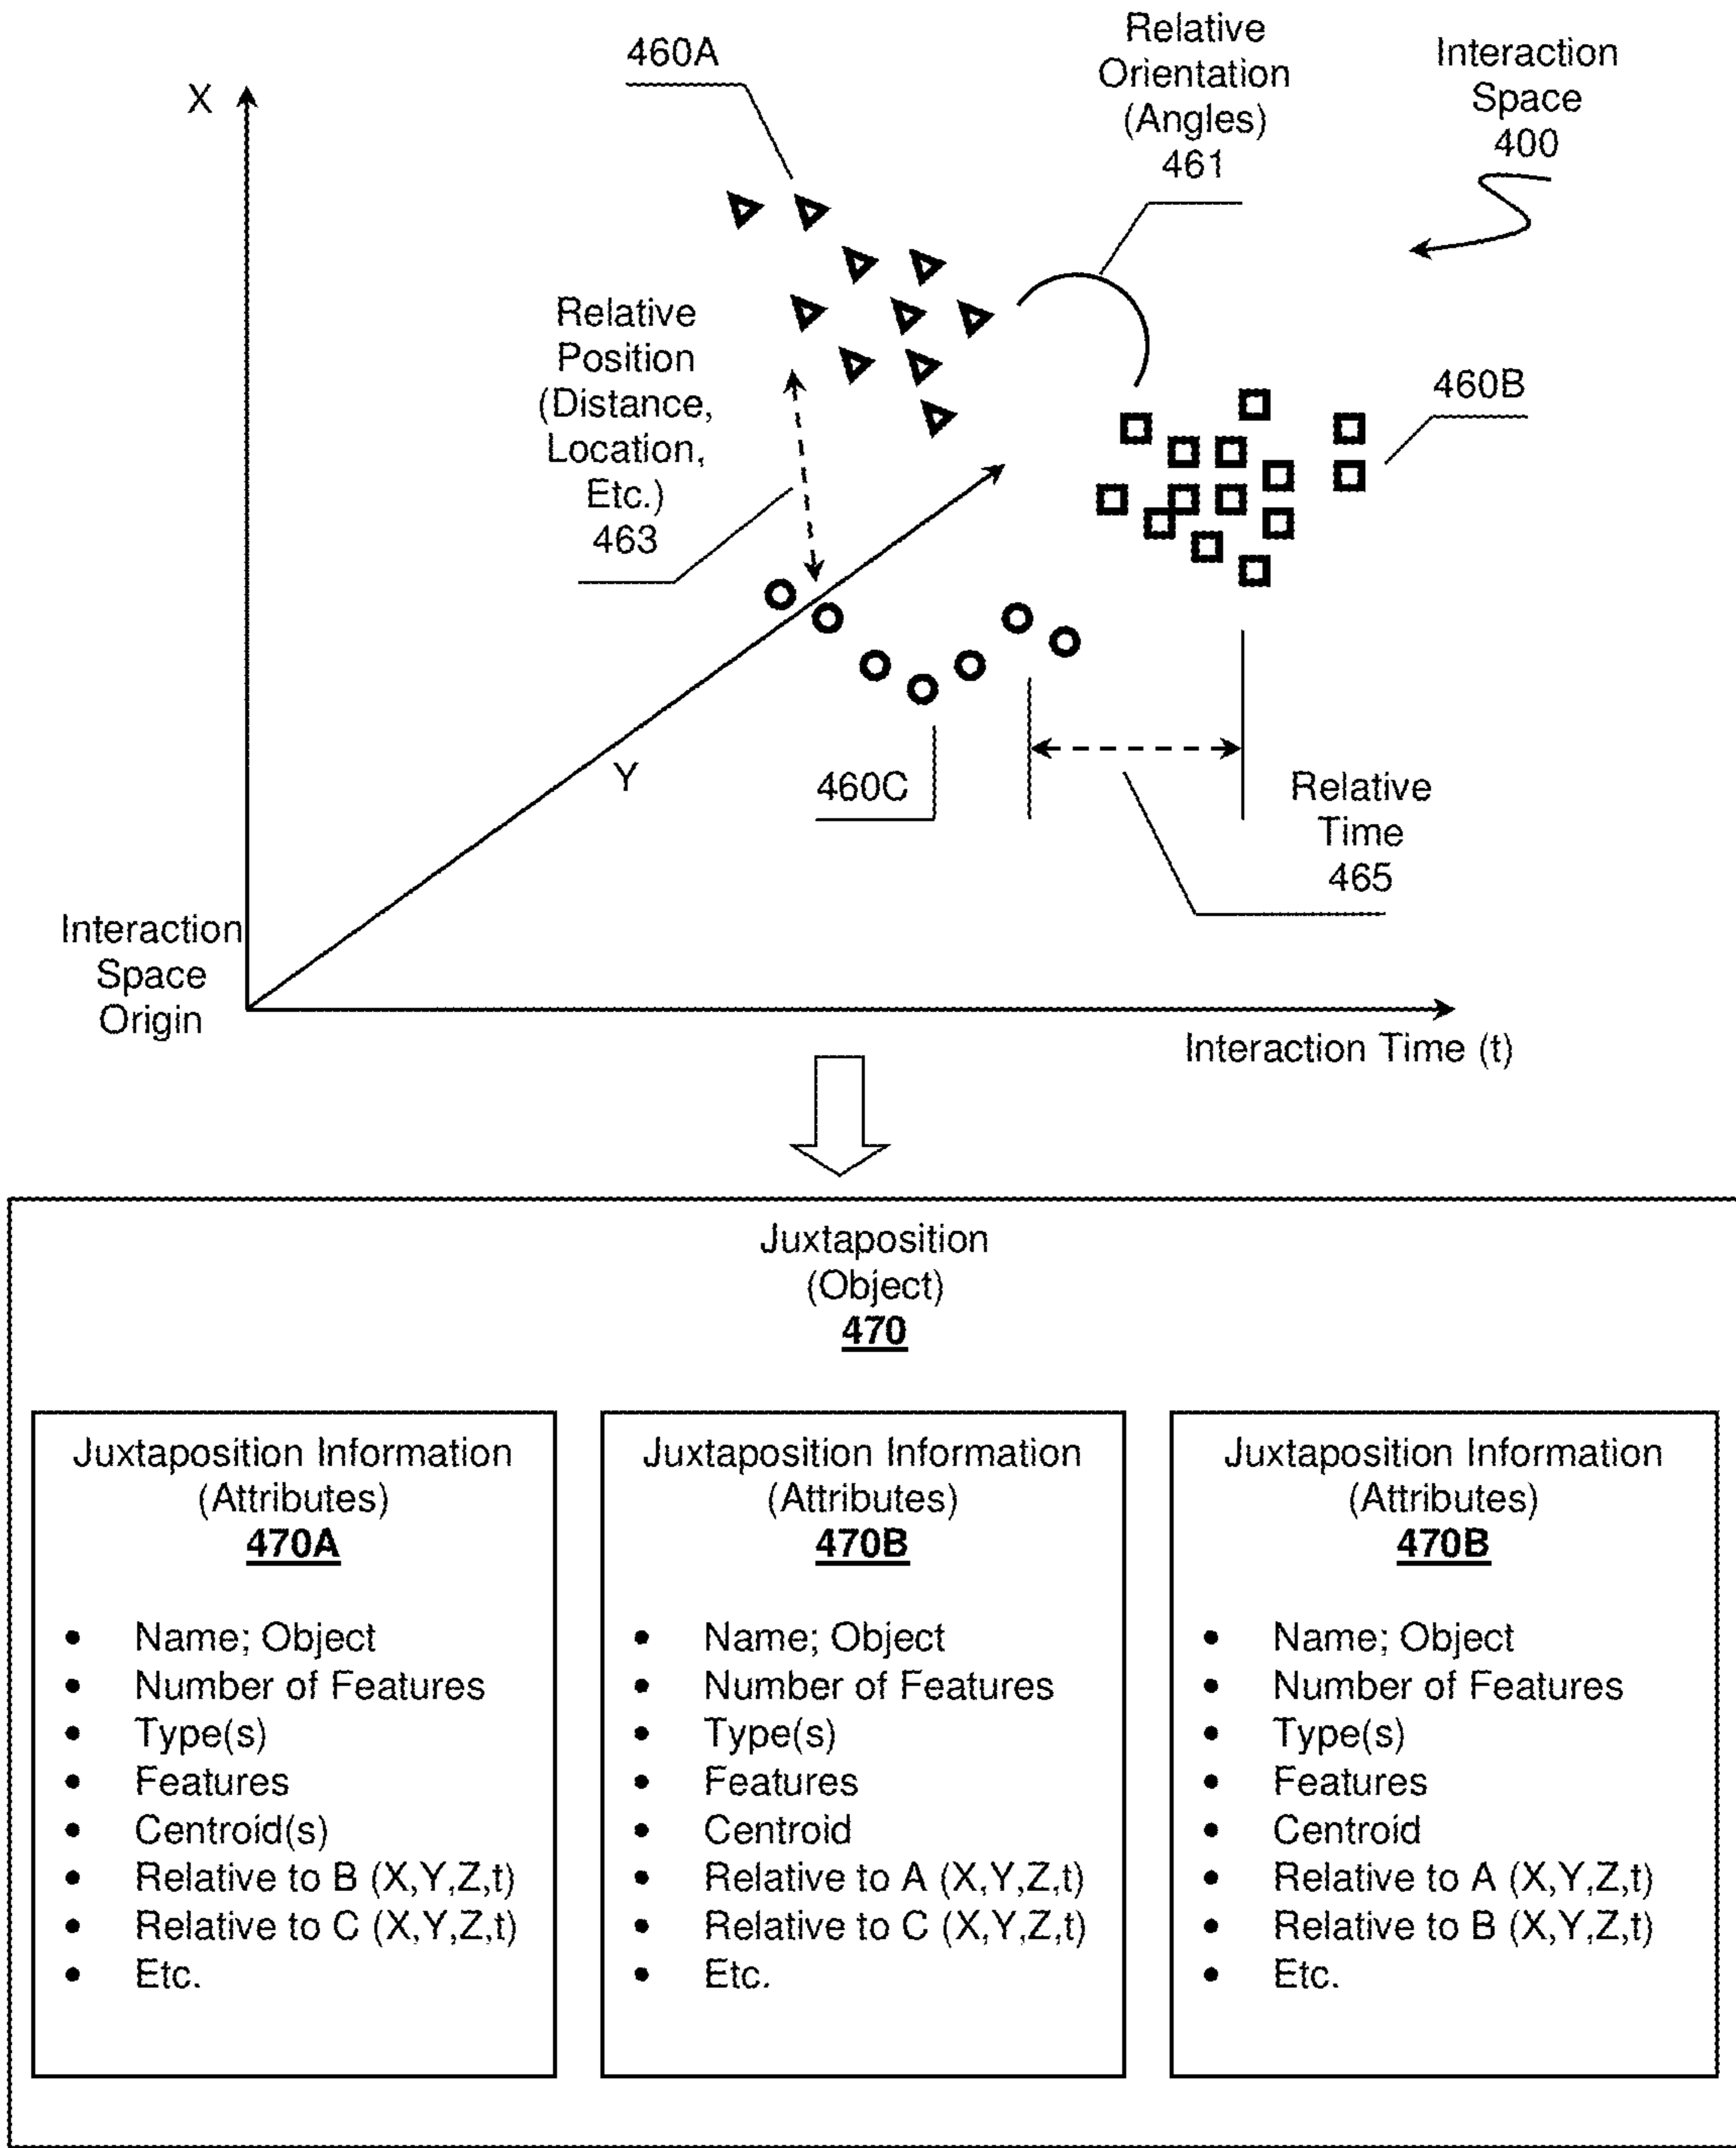 460A
Relative
Orientation
(Angles)
461
Interaction
Space
400
X
Relative
Position
(Distance,
Location,
Etc.)
463
460B
Y
460C
Relative
Time
465
Interaction
Space
Origin
Interaction Time (t)
Juxtaposition
(Object)
470
Juxtaposition Information
(Attributes)
470A
• Name; Object
• Number of Features
• Type(s)
• Features
• Centroid(s)
• Relative to B (X,Y,Z,t)
• Relative to C (X,Y,Z,t)
• Etc.
Juxtaposition Information
(Attributes)
470B
• Name; Object
• Number of Features
• Type(s)
• Features
• Centroid
• Relative to A (X,Y,Z,t)
• Relative to C (X,Y,Z,t)
• Etc.
Juxtaposition Information
(Attributes)
470B
• Name; Object
• Number of Features
• Type(s)
• Features
• Centroid
• Relative to A (X,Y,Z,t)
• Relative to B (X,Y,Z,t)
• Etc.